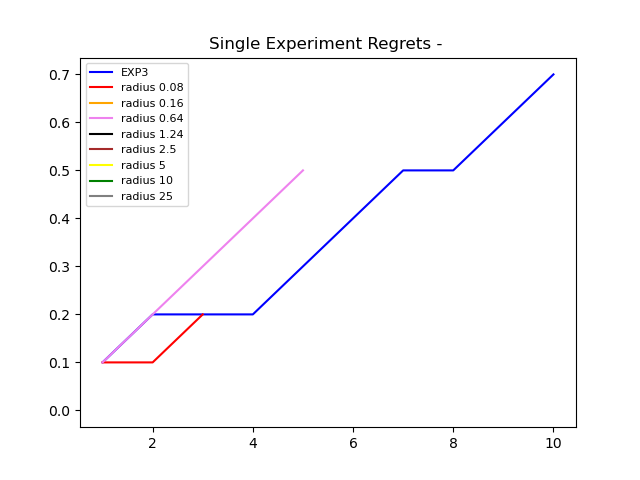 Single Experiment Regrets -
EXP3
radius 0.08
radius 0.16
radius 0.64
radius 1.24
radius 2.5
radius 5
radius 10
radius 25
0.7
0.6
0.5
0.4
0.3
0.2
0.1
0.0
2 4 6 8 10